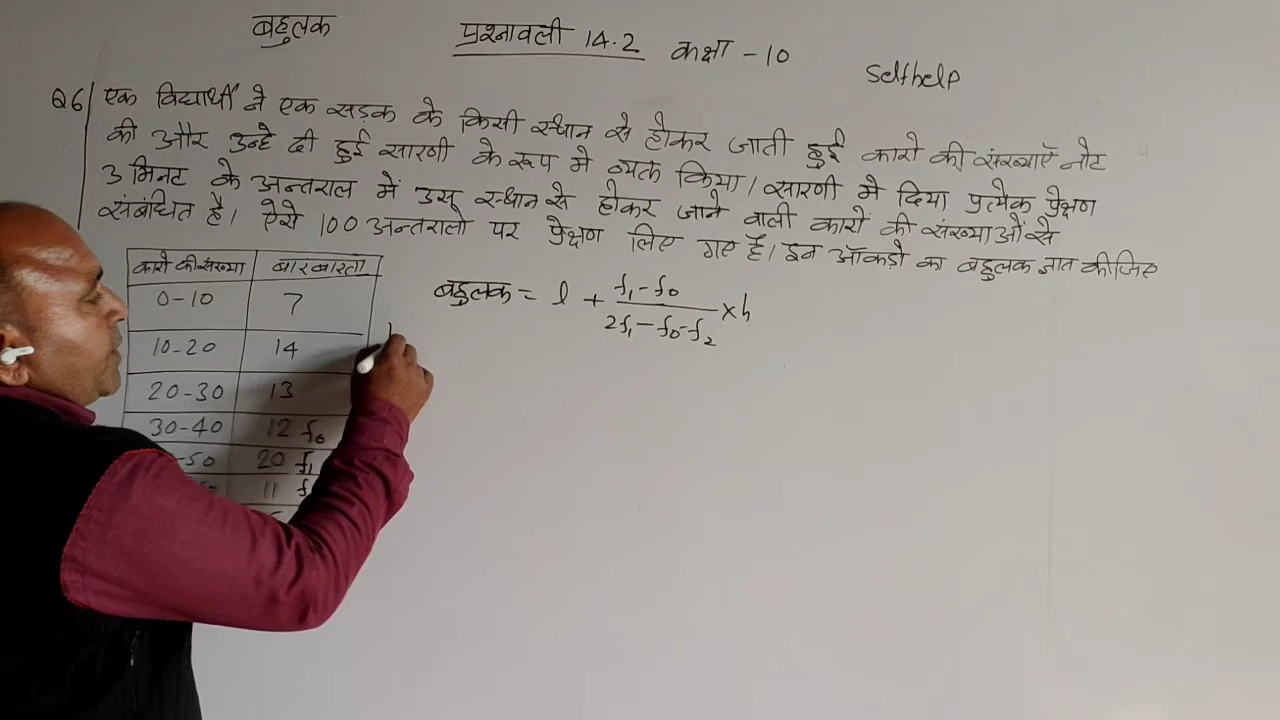 बहुलक
प्रश्नावली 14.2 कक्षा - 10
Selfhelp
Q6 एक विद्यार्थी ने एक सड़क के किसी स्थान से होकर जाती हुई कारो की संख्याएँ नोट
की और उन्हे दी हुई सारणी के रूप मे व्यक्त किया। सारणी मे दिया प्रत्येक प्रेक्षण
3 मिनट के अन्तराल में उस स्थान से होकर जाने वाली कारों की संख्याओं से
संबंधित है। ऐसे 100 अन्तरालो पर प्रेक्षण लिए गए हैं। इन ऑकड़ो का बहुलक ज्ञात कीजिए
कारो की संख्या बारंबारता
0-10 7
10-20 14
20-30 13
30-40 12 f₀
-50 20 f₁
11 f
बहुलक = l + (f₁-f₀)/(2f₁-f₀-f₂) × h